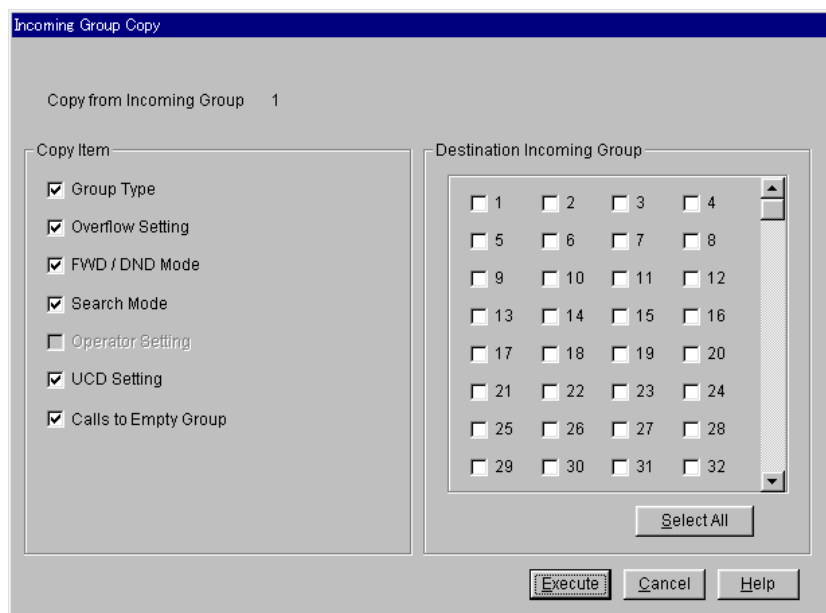 Incoming Group Copy
Copy from Incoming Group 1
Copy Item
Group Type
Overflow Setting
FWD / DND Mode
Search Mode
Operator Setting
UCD Setting
Calls to Empty Group
Destination Incoming Group
1 2 3 4
5 6 7 8
9 10 11 12
13 14 15 16
17 18 19 20
21 22 23 24
25 26 27 28
29 30 31 32
Select All
Execute Cancel Help